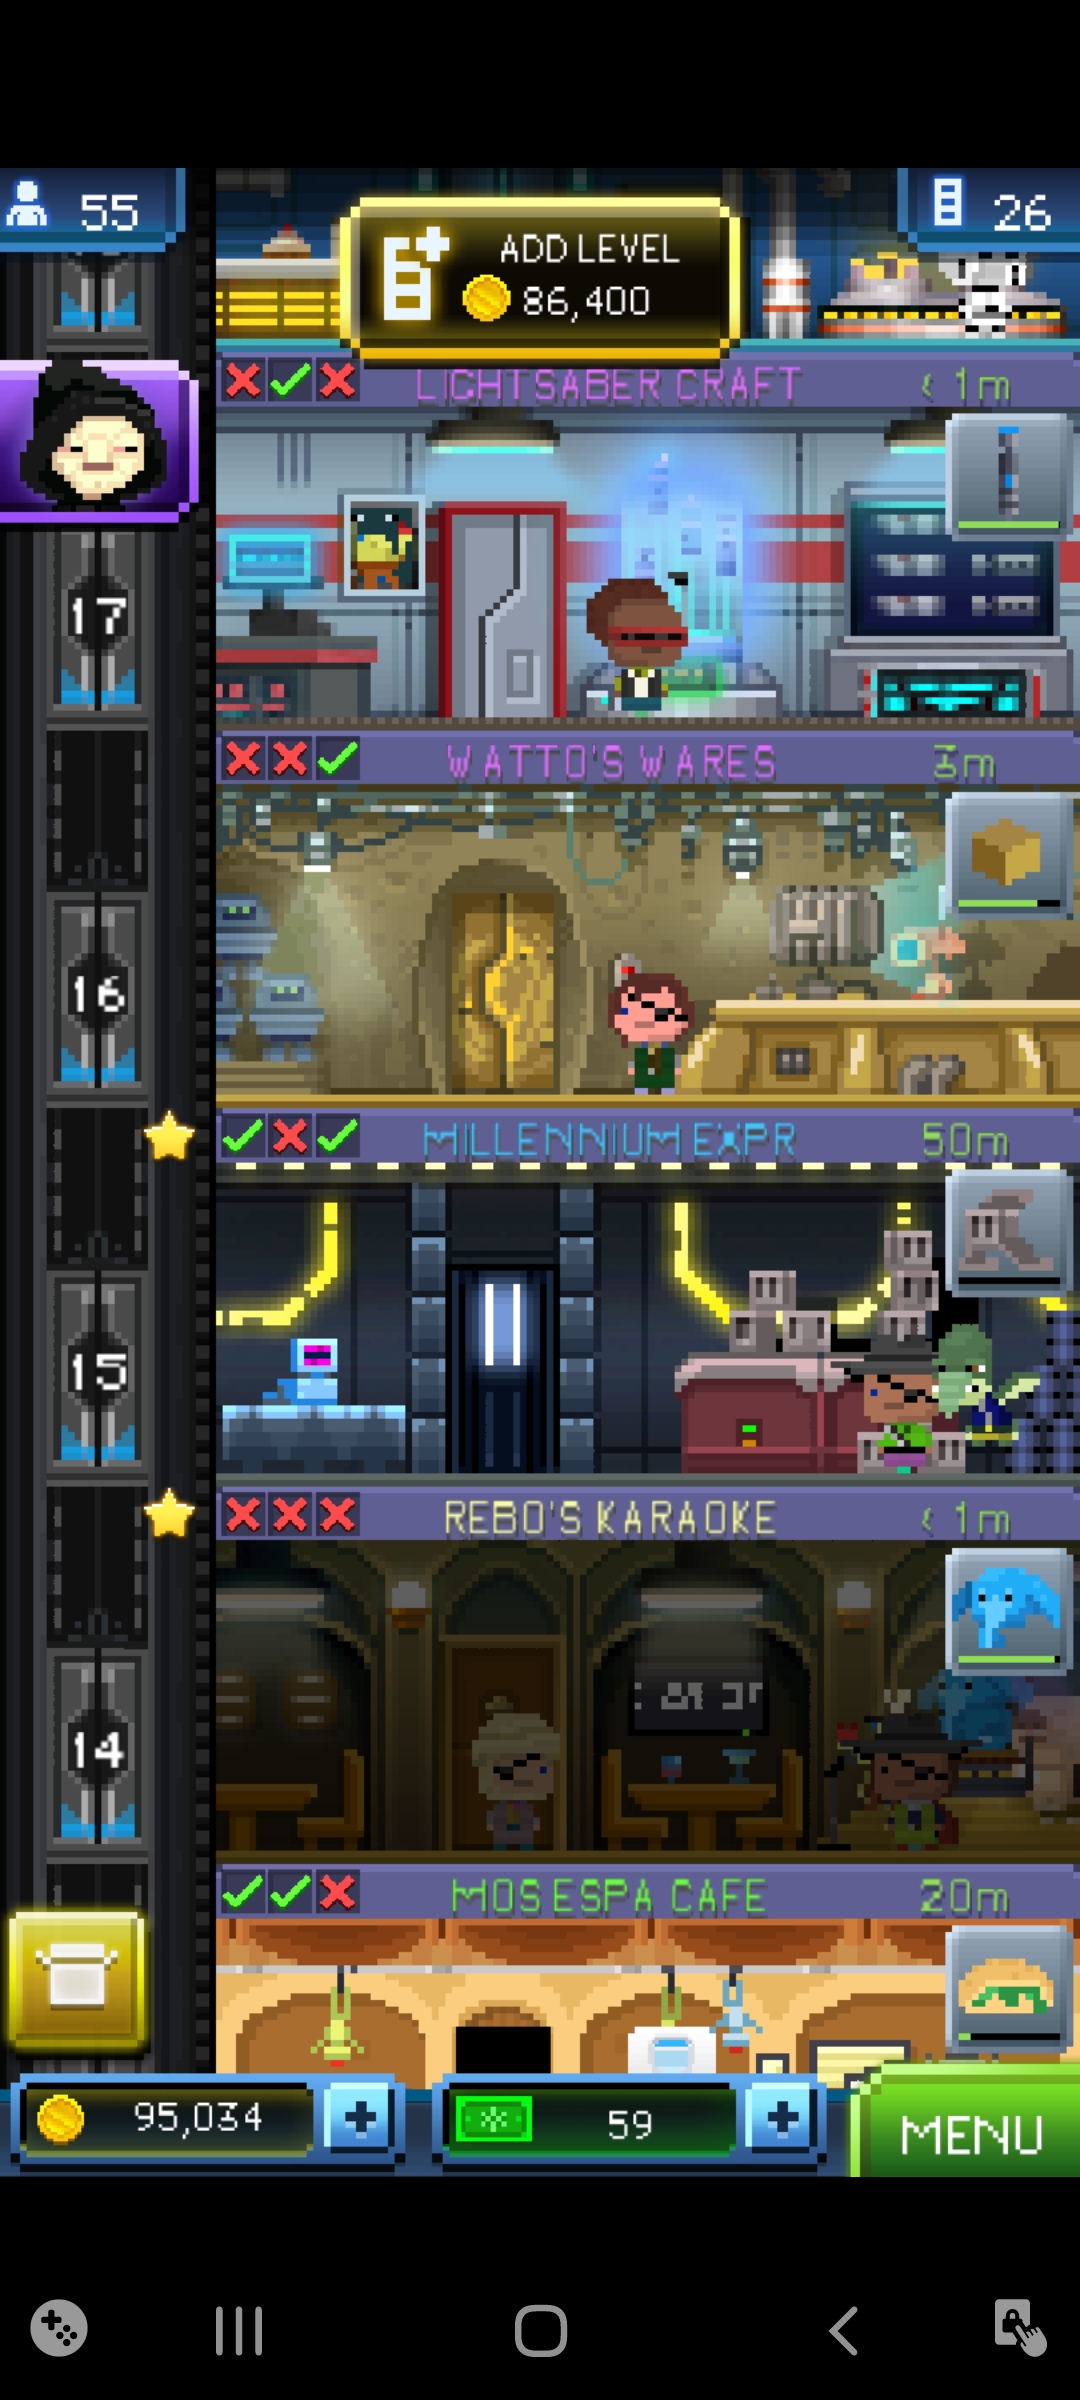 55
26
ADD LEVEL
86,400
LIGHTSABER CRAFT
< 1m
17
WATTO'S WARES
3m
16
MILLENNIUM EXPR
50m
15
REBO'S KARAOKE
< 1m
14
MOS ESPA CAFE
20m
95,034
59
MENU